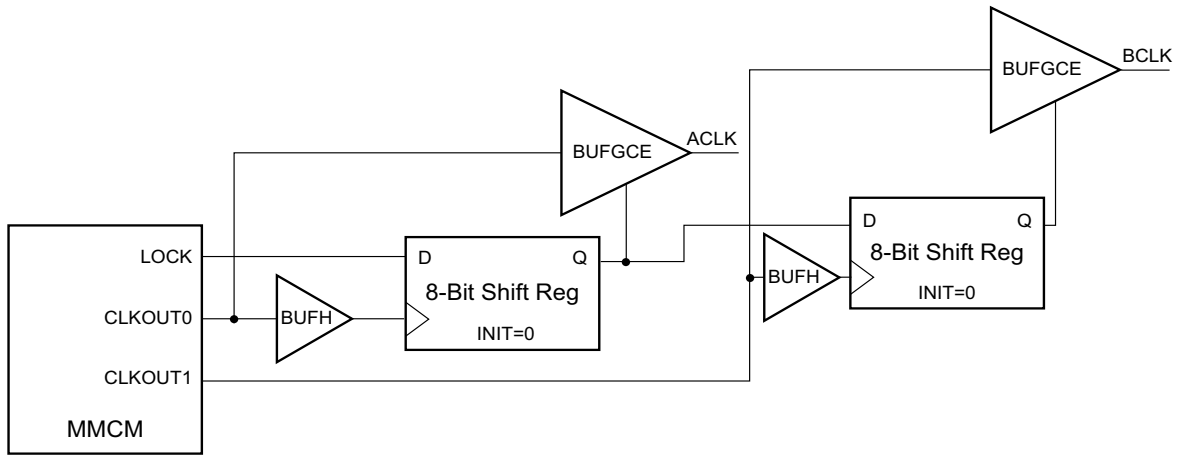 BUFGCE
BCLK
BUFGCE
ACLK
LOCK
CLKOUT0
CLKOUT1
MMCM
BUFH
D
Q
8-Bit Shift Reg
INIT=0
BUFH
D
Q
8-Bit Shift Reg
INIT=0